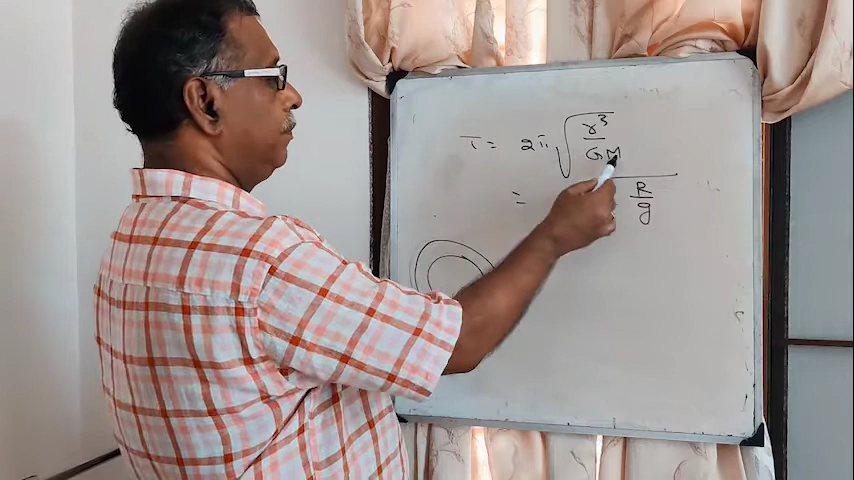 T = 2π √(r³/GM)
= R/g